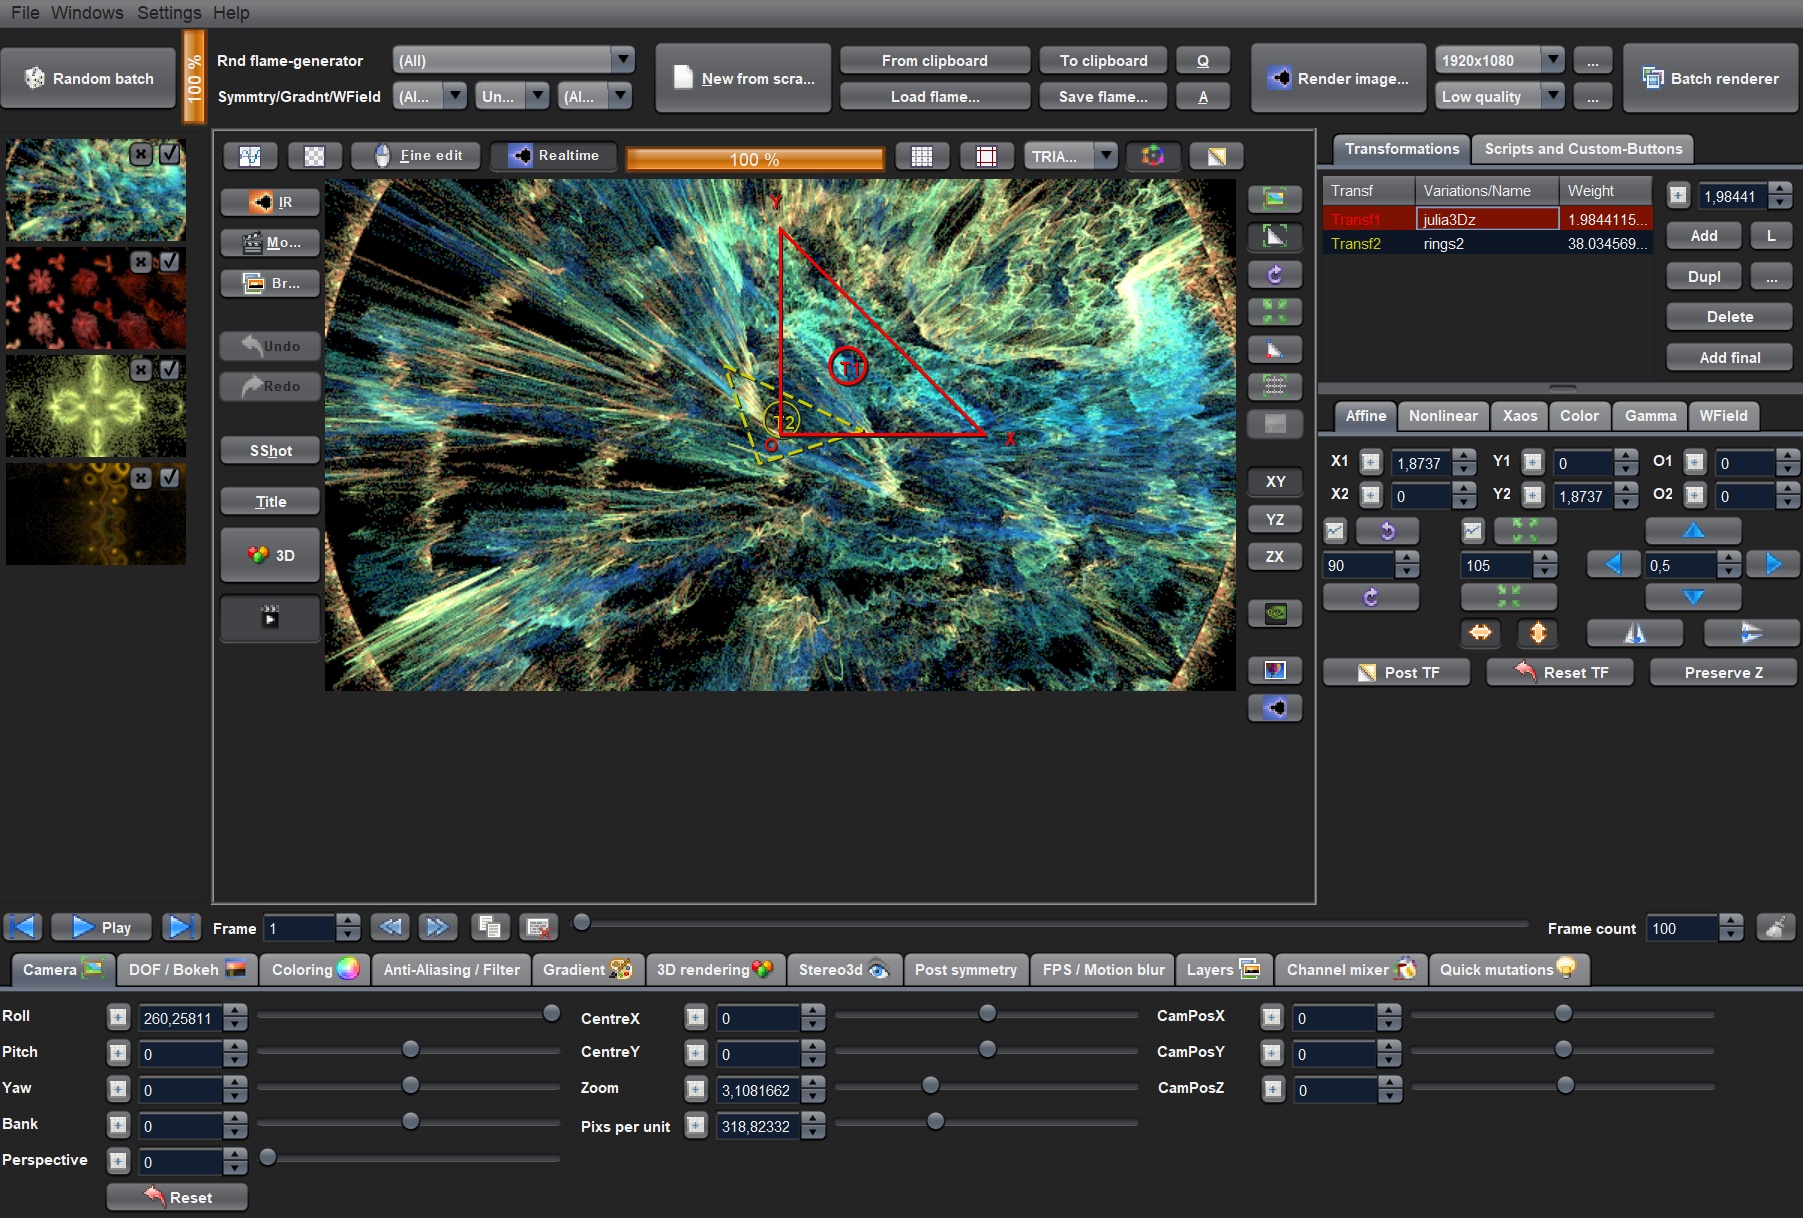 File Windows Settings Help
Random batch
100 %
Rnd flame-generator (All)
Symmtry/Gradnt/WField (Al... Un... (Al...
New from scra...
From clipboard To clipboard Q
Load flame... Save flame... A
Render image...
1920x1080 ...
Low quality ...
Batch renderer
Fine edit Realtime 100 % TRIA...
IR
Mo...
Br...
Undo
Redo
SShot
Title
3D
Y
T1
T2
O
X
XY
YZ
ZX
Transformations Scripts and Custom-Buttons
Transf Variations/Name Weight
Transf1 julia3Dz 1.9844115...
Transf2 rings2 38.034569...
1,98441
Add L
Dupl ...
Delete
Add final
Affine Nonlinear Xaos Color Gamma WField
X1 1,8737 Y1 0 O1 0
X2 0 Y2 1,8737 O2 0
90 105 0,5
Post TF Reset TF Preserve Z
Play Frame 1 Frame count 100
Camera DOF / Bokeh Coloring Anti-Aliasing / Filter Gradient 3D rendering Stereo3d Post symmetry FPS / Motion blur Layers Channel mixer Quick mutations
Roll 260,25811 CentreX 0 CamPosX 0
Pitch 0 CentreY 0 CamPosY 0
Yaw 0 Zoom 3,1081662 CamPosZ 0
Bank 0 Pixs per unit 318,82332
Perspective 0
Reset